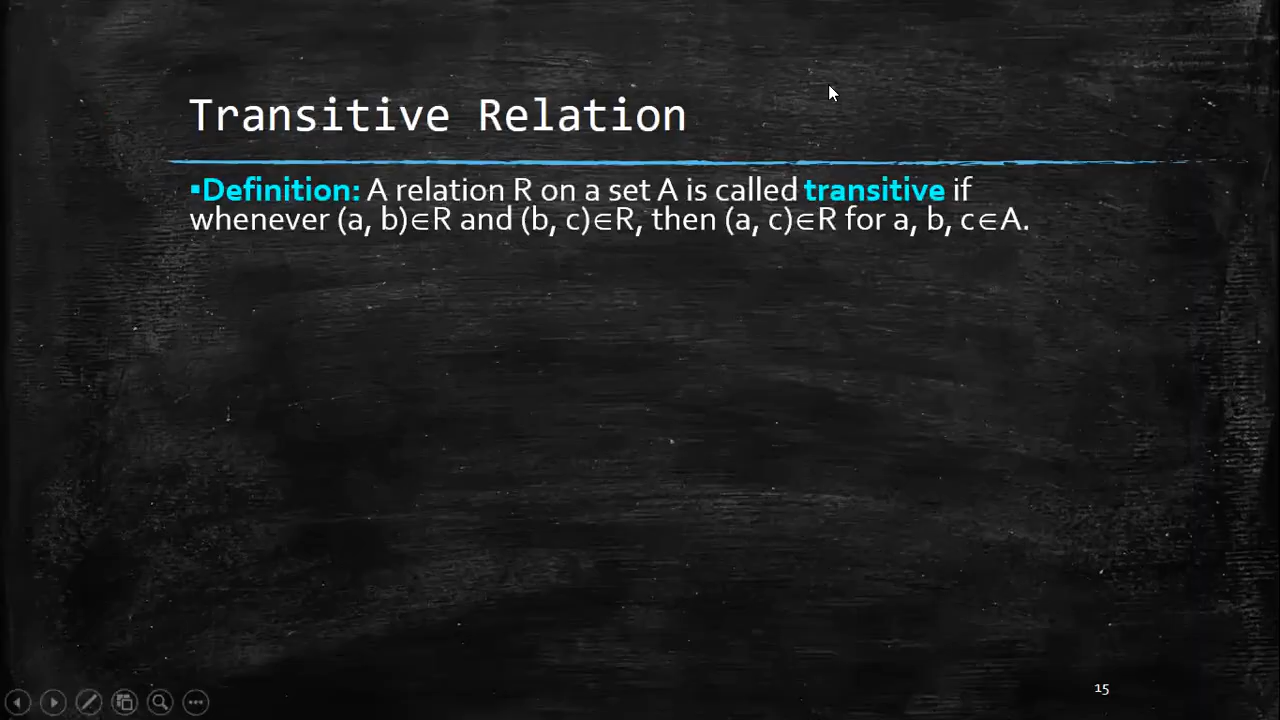 Transitive Relation
▪Definition: A relation R on a set A is called transitive if
whenever (a, b)∈R and (b, c)∈R, then (a, c)∈R for a, b, c∈A.
15